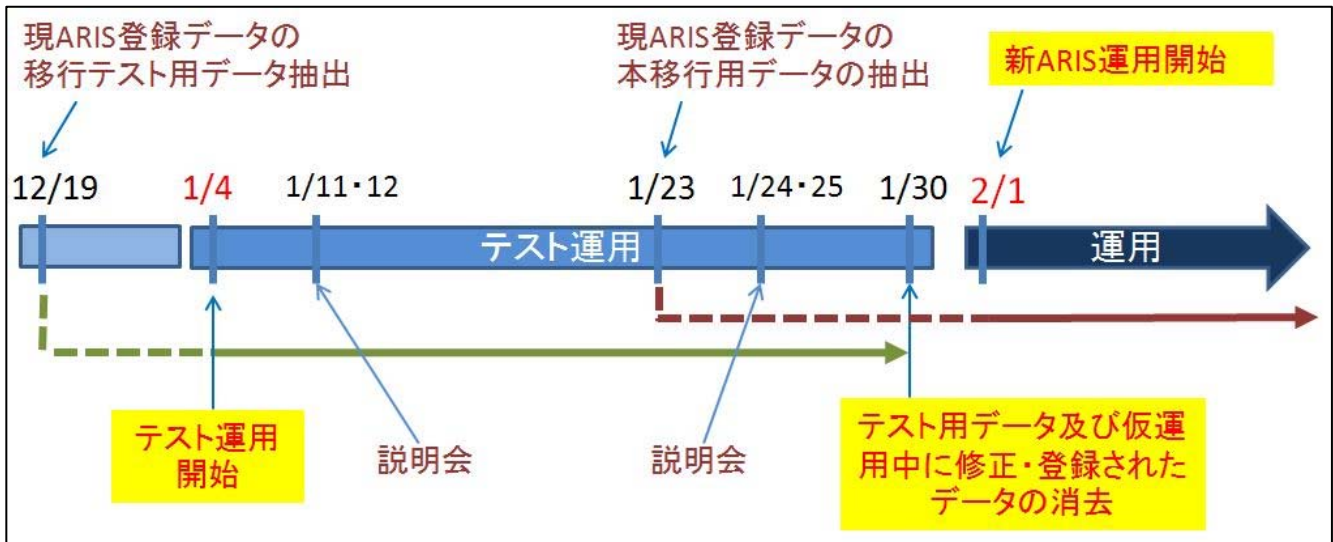 現ARIS登録データの
移行テスト用データ抽出
現ARIS登録データの
本移行用データの抽出
新ARIS運用開始
12/19
1/4
1/11・12
1/23
1/24・25
1/30
2/1
テスト運用
運用
テスト運用
開始
説明会
説明会
テスト用データ及び仮運
用中に修正・登録された
データの消去